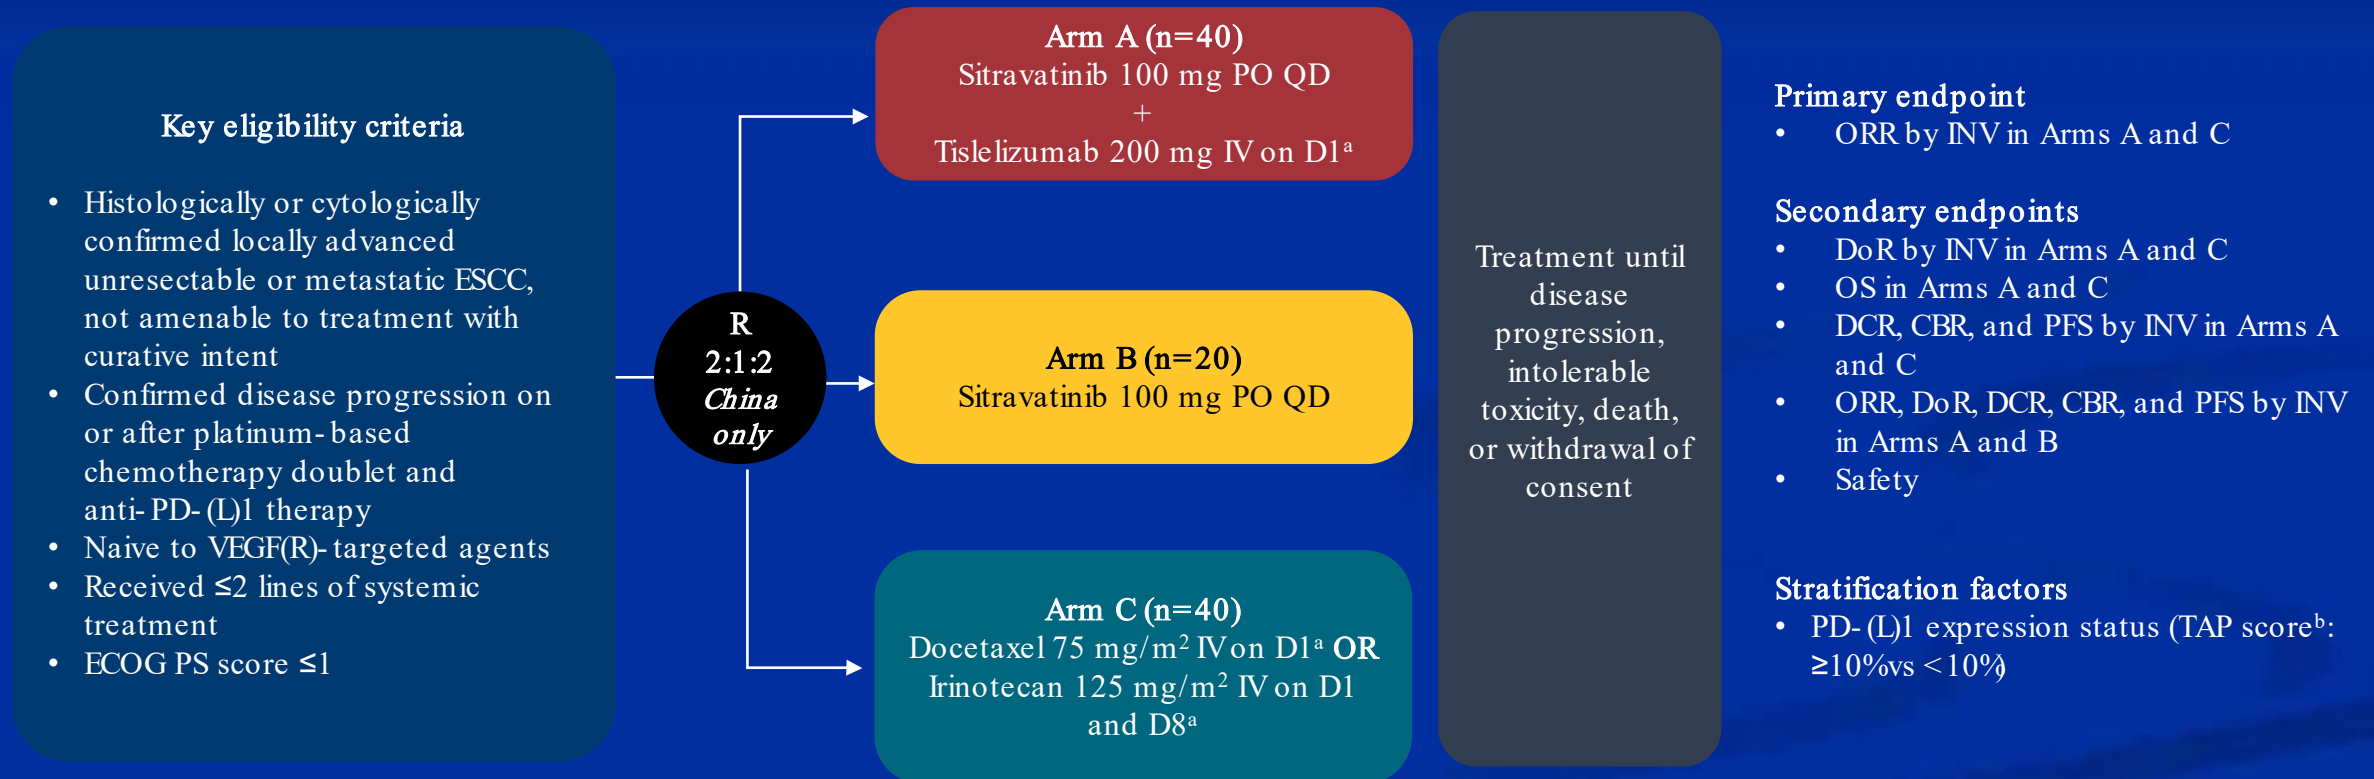 Key eligibility criteria
• Histologically or cytologically
confirmed locally advanced
unresectable or metastatic ESCC,
not amenable to treatment with
curative intent
• Confirmed disease progression on
or after platinum-based
chemotherapy doublet and
anti-PD-(L)1 therapy
• Naive to VEGF(R)-targeted agents
• Received ≤2 lines of systemic
treatment
• ECOG PS score ≤1
R
2:1:2
China
only
Arm A (n=40)
Sitravatinib 100 mg PO QD
+
Tislelizumab 200 mg IV on D1ᵃ
Arm B (n=20)
Sitravatinib 100 mg PO QD
Arm C (n=40)
Docetaxel 75 mg/m² IV on D1ᵃ OR
Irinotecan 125 mg/m² IV on D1
and D8ᵃ
Treatment until
disease
progression,
intolerable
toxicity, death,
or withdrawal of
consent
Primary endpoint
• ORR by INV in Arms A and C
Secondary endpoints
• DoR by INV in Arms A and C
• OS in Arms A and C
• DCR, CBR, and PFS by INV in Arms A
and C
• ORR, DoR, DCR, CBR, and PFS by INV
in Arms A and B
• Safety
Stratification factors
• PD-(L)1 expression status (TAP scoreᵇ:
≥10% vs <10%)